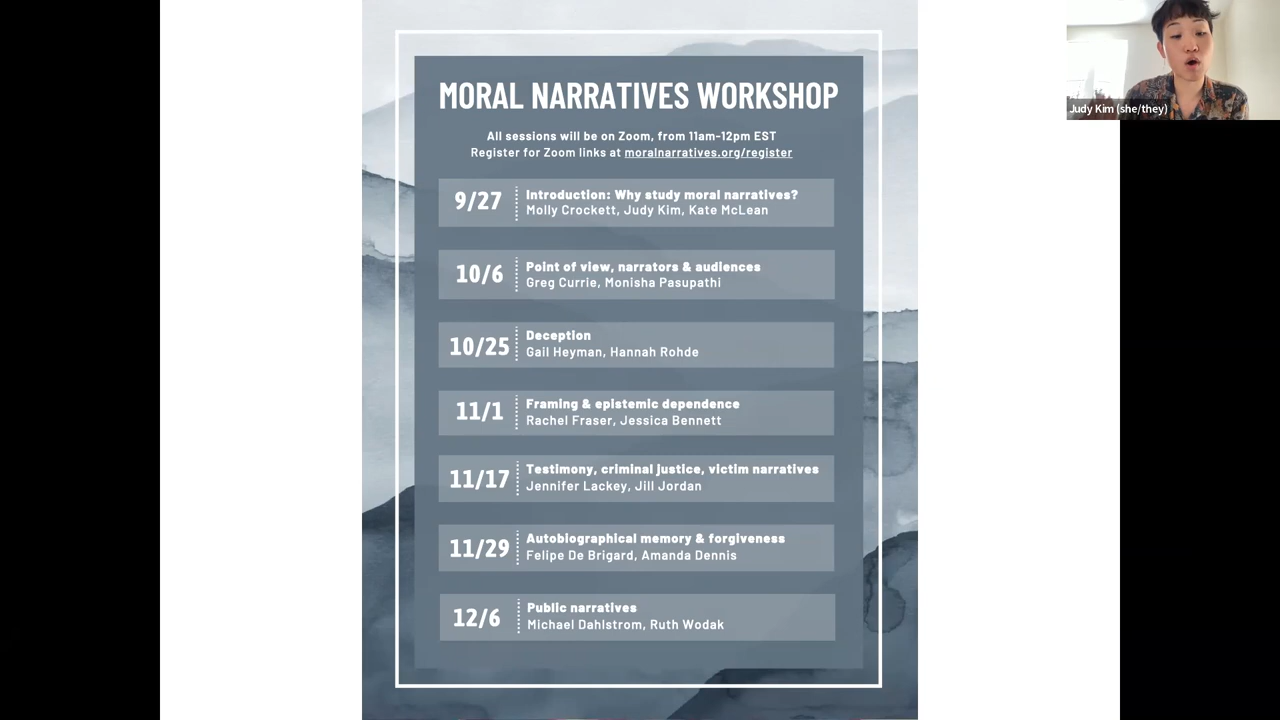 MORAL NARRATIVES WORKSHOP
All sessions will be on Zoom, from 11am-12pm EST
Register for Zoom links at moralnarratives.org/register
9/27
Introduction: Why study moral narratives?
Molly Crockett, Judy Kim, Kate McLean
10/6
Point of view, narrators & audiences
Greg Currie, Monisha Pasupathi
10/25
Deception
Gail Heyman, Hannah Rohde
11/1
Framing & epistemic dependence
Rachel Fraser, Jessica Bennett
11/17
Testimony, criminal justice, victim narratives
Jennifer Lackey, Jill Jordan
11/29
Autobiographical memory & forgiveness
Felipe De Brigard, Amanda Dennis
12/6
Public narratives
Michael Dahlstrom, Ruth Wodak
Judy Kim (she/they)